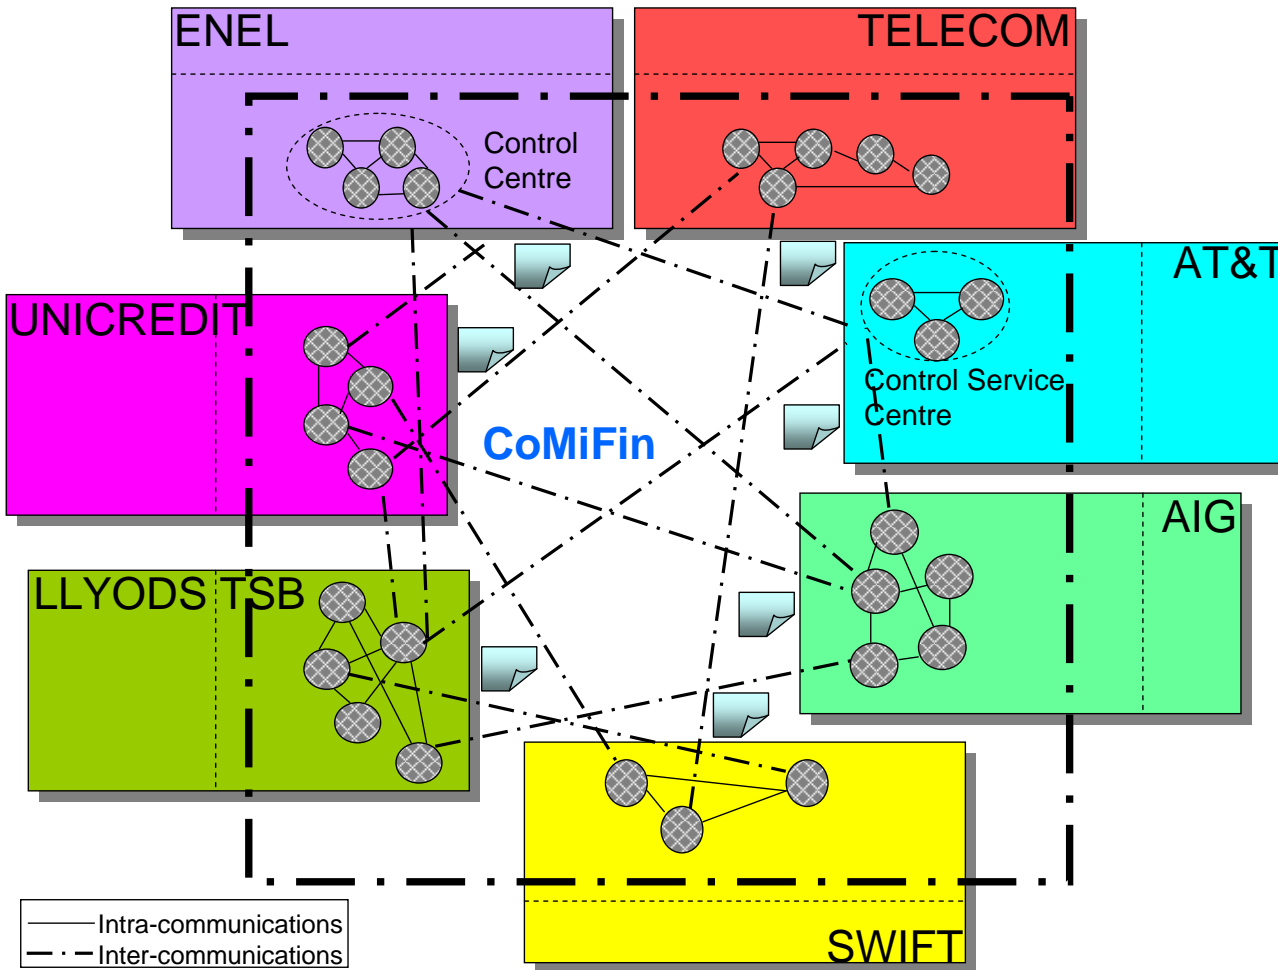 ENEL
TELECOM
Control
Centre
AT&T
UNICREDIT
Control Service
Centre
CoMiFin
AIG
LLYODS TSB
SWIFT
Intra-communications
Inter-communications